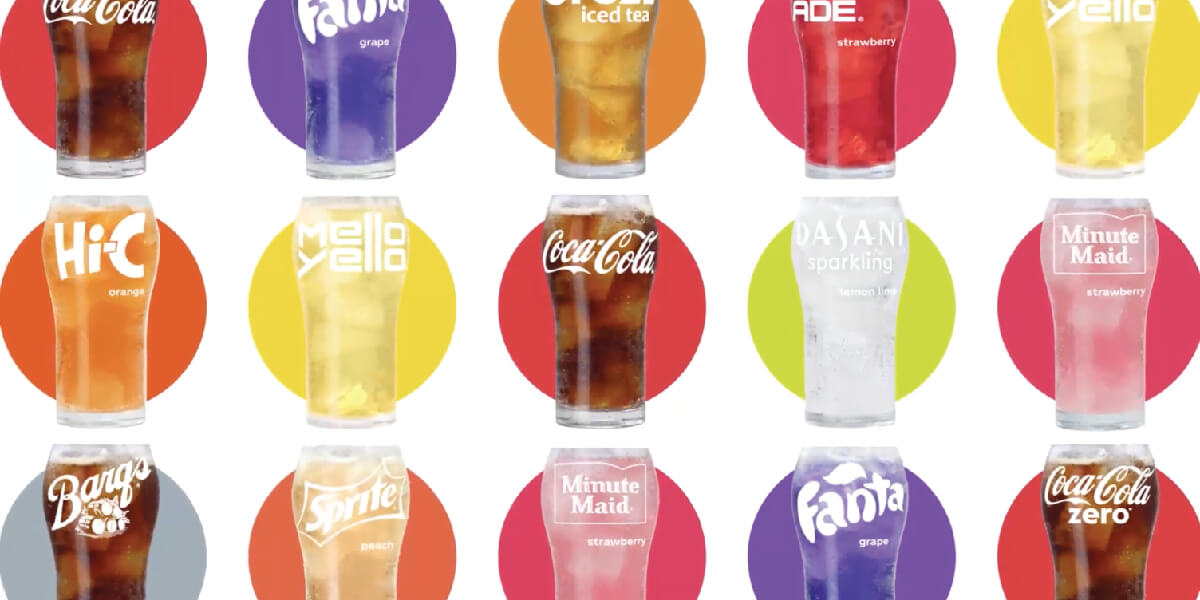 Coca-Cola
Fanta
grape
iced tea
ADE
strawberry
yello
Hi-C
orange
Mello
yello
Coca-Cola
DASANI
sparkling
lemon lime
Minute
Maid
strawberry
Barq's
Sprite
peach
Minute
Maid
strawberry
Fanta
grape
Coca-Cola
zero